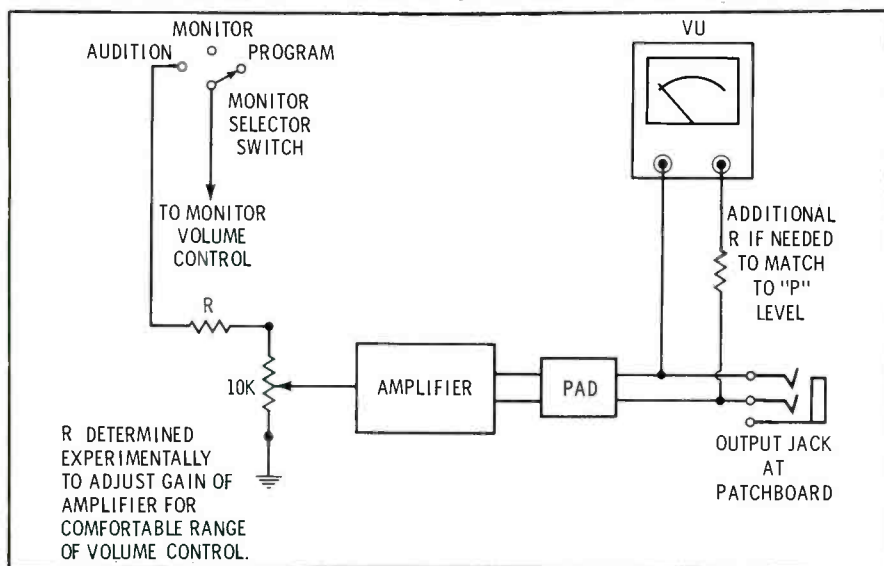 MONITOR
AUDITION
PROGRAM
MONITOR
SELECTOR
SWITCH
TO MONITOR
VOLUME
CONTROL
VU
ADDITIONAL
R IF NEEDED
TO MATCH
TO "P"
LEVEL
R
10K
AMPLIFIER
PAD
OUTPUT JACK
AT
PATCHBOARD
R DETERMINED
EXPERIMENTALLY
TO ADJUST GAIN OF
AMPLIFIER FOR
COMFORTABLE RANGE
OF VOLUME CONTROL.